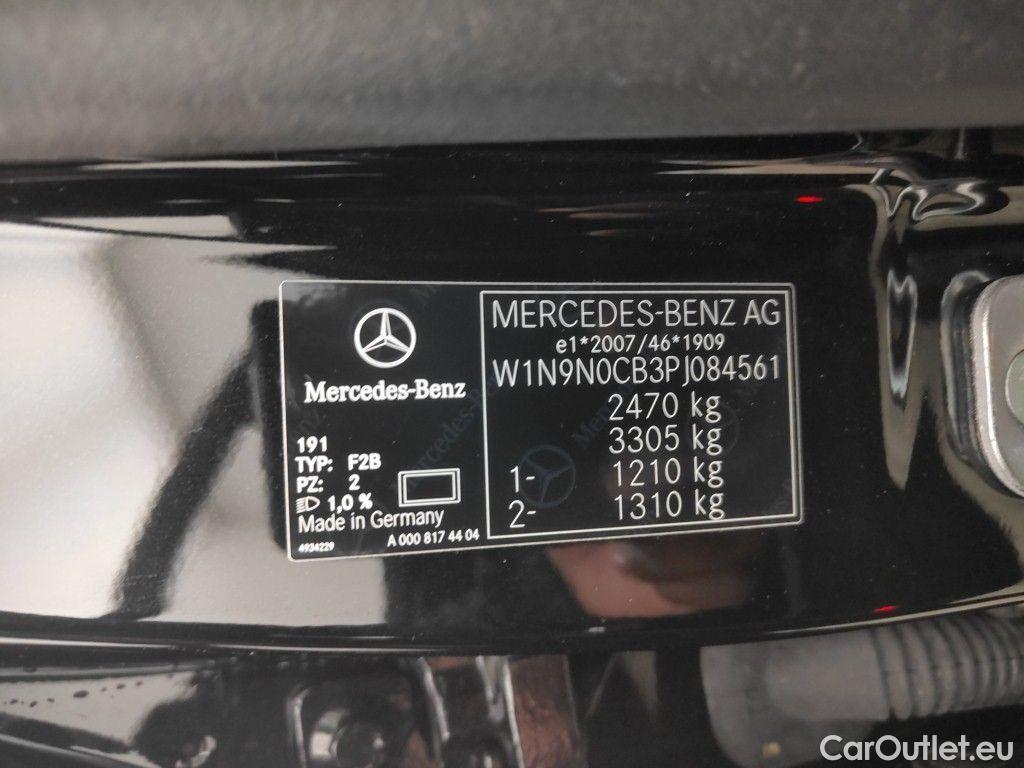 Mercedes-Benz
191
TYP: F2B
PZ: 2
1,0 %
Made in Germany
4934229
A 000 817 44 04
MERCEDES-BENZ AG
e1*2007/46*1909
W1N9N0CB3PJ084561
2470 kg
3305 kg
1- 1210 kg
2- 1310 kg
CarOutlet.eu